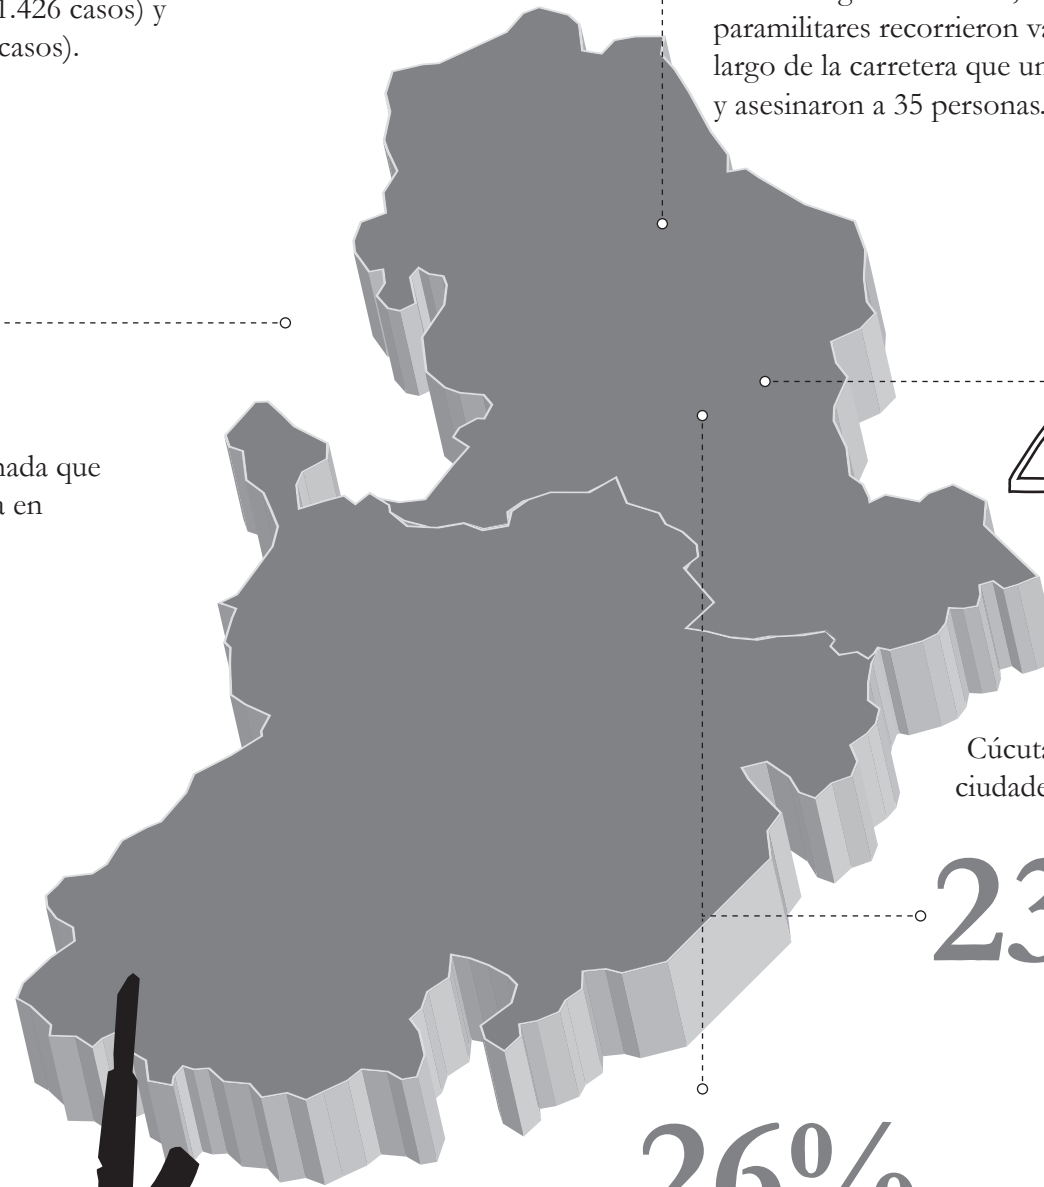 1.426 casos) y
casos).
paramilitares recorrieron va
largo de la carretera que un
y asesinaron a 35 personas.
nada que
a en
Cúcuta
ciudade
23
26%